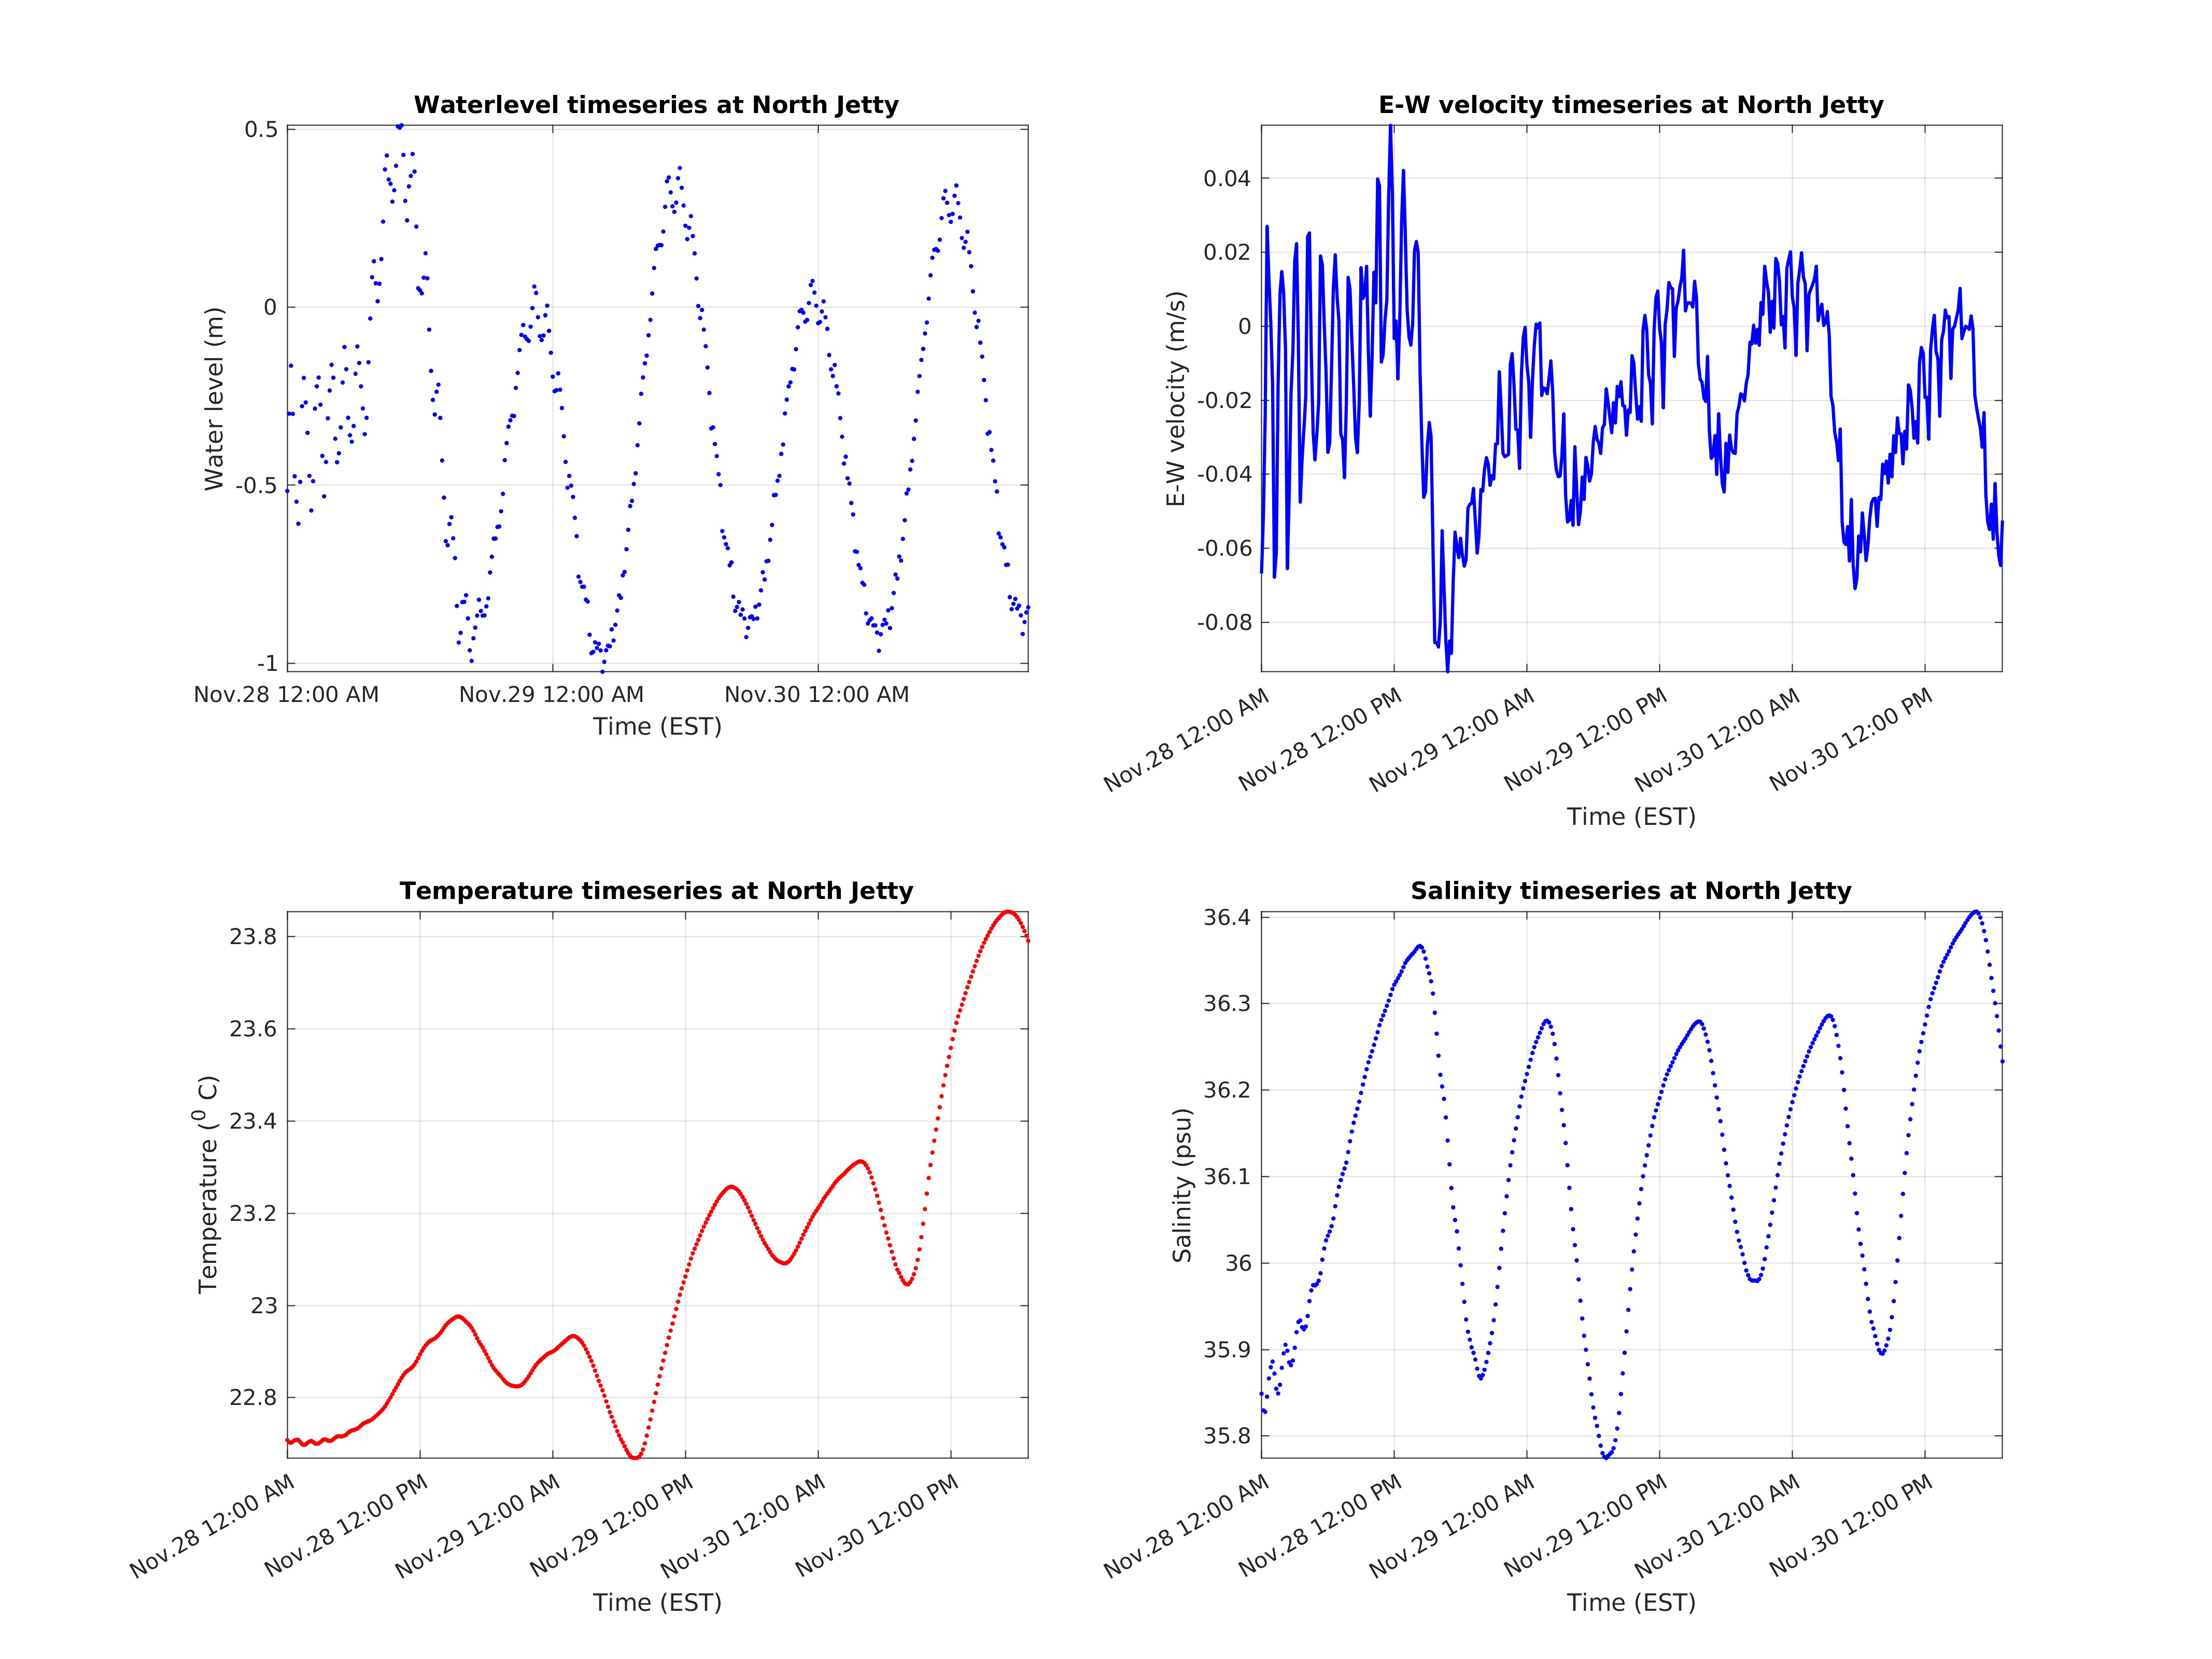 Waterlevel timeseries at North Jetty
0.5
0
-0.5
-1
Water level (m)
Nov.28 12:00 AM
Nov.29 12:00 AM
Nov.30 12:00 AM
Time (EST)
E-W velocity timeseries at North Jetty
0.04
0.02
0
-0.02
-0.04
-0.06
-0.08
E-W velocity (m/s)
Nov.28 12:00 AM
Nov.28 12:00 PM
Nov.29 12:00 AM
Nov.29 12:00 PM
Nov.30 12:00 AM
Nov.30 12:00 PM
Time (EST)
Temperature timeseries at North Jetty
23.8
23.6
23.4
23.2
23
22.8
Temperature (⁰ C)
Nov.28 12:00 AM
Nov.28 12:00 PM
Nov.29 12:00 AM
Nov.29 12:00 PM
Nov.30 12:00 AM
Nov.30 12:00 PM
Time (EST)
Salinity timeseries at North Jetty
36.4
36.3
36.2
36.1
36
35.9
35.8
Salinity (psu)
Nov.28 12:00 AM
Nov.28 12:00 PM
Nov.29 12:00 AM
Nov.29 12:00 PM
Nov.30 12:00 AM
Nov.30 12:00 PM
Time (EST)